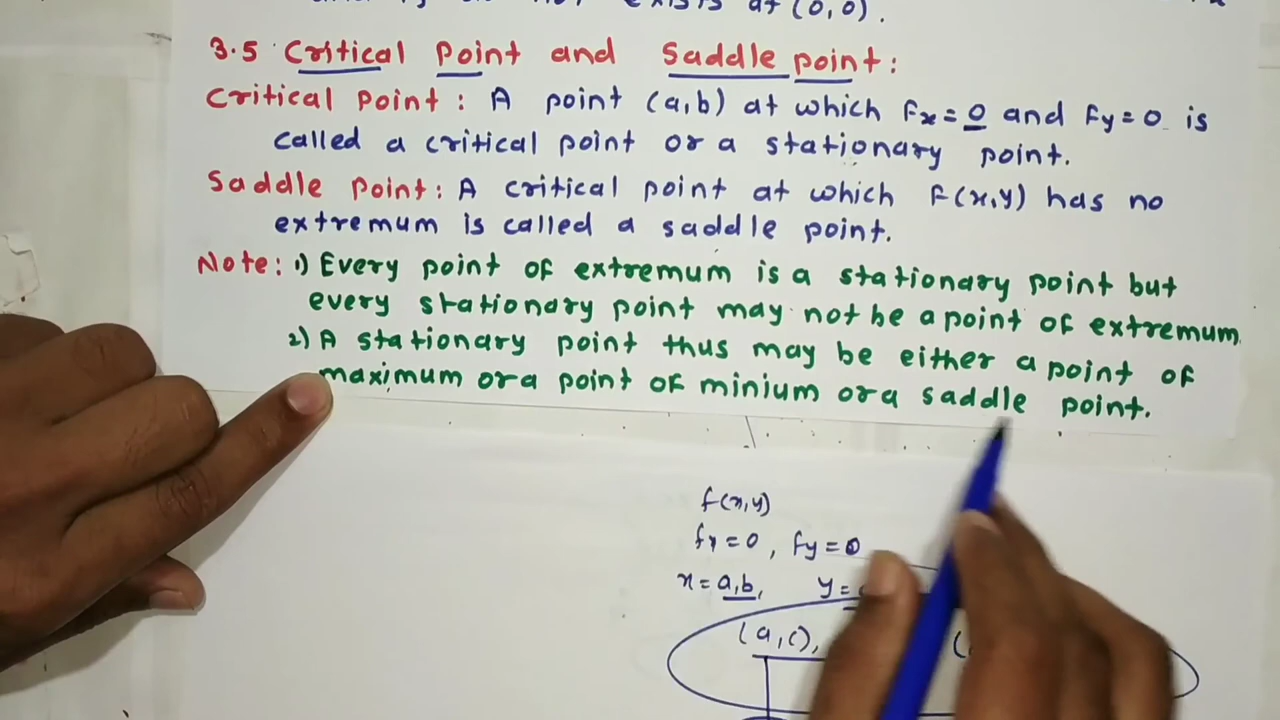 exists at (0,0).
3.5 Critical Point and Saddle point:
Critical Point: A point (a,b) at which fx=0 and fy=0 is
called a critical point or a stationary point.
Saddle Point: A critical point at which f(x,y) has no
extremum is called a saddle point.
Note: 1) Every point of extremum is a stationary point but
every stationary point may not be a point of extremum.
2) A stationary point thus may be either a point of
maximum or a point of minium or a saddle point.
f(x,y)
fx=0, fy=0
x=a,b, y=
(a,c),